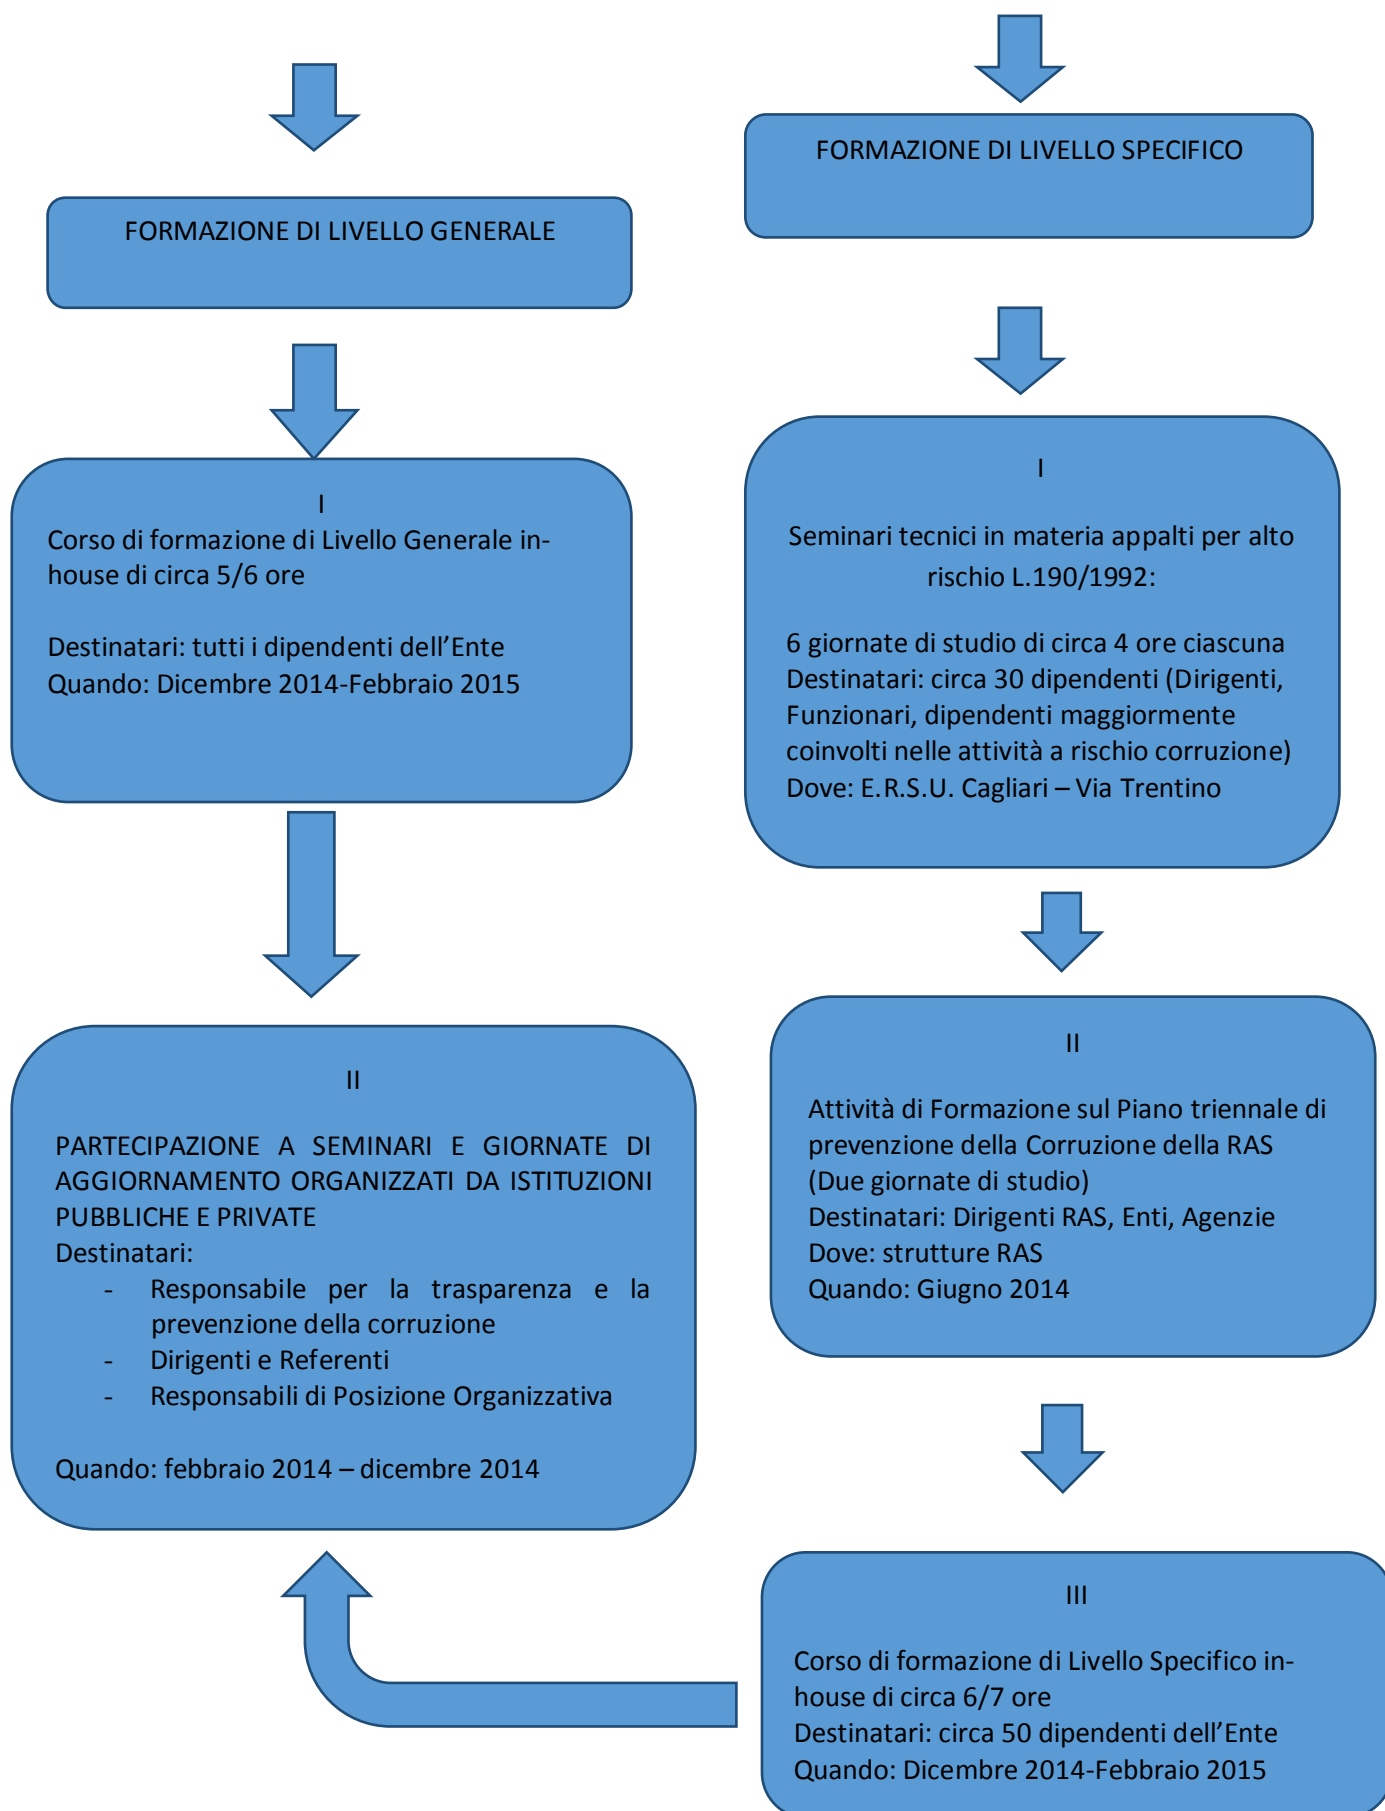 FORMAZIONE DI LIVELLO GENERALE
I
Corso di formazione di Livello Generale in-
house di circa 5/6 ore
Destinatari: tutti i dipendenti dell’Ente
Quando: Dicembre 2014-Febbraio 2015
II
PARTECIPAZIONE A SEMINARI E GIORNATE DI
AGGIORNAMENTO ORGANIZZATI DA ISTITUZIONI
PUBBLICHE E PRIVATE
Destinatari:
- Responsabile per la trasparenza e la
prevenzione della corruzione
- Dirigenti e Referenti
- Responsabili di Posizione Organizzativa
Quando: febbraio 2014 – dicembre 2014
FORMAZIONE DI LIVELLO SPECIFICO
I
Seminari tecnici in materia appalti per alto
rischio L.190/1992:
6 giornate di studio di circa 4 ore ciascuna
Destinatari: circa 30 dipendenti (Dirigenti,
Funzionari, dipendenti maggiormente
coinvolti nelle attività a rischio corruzione)
Dove: E.R.S.U. Cagliari – Via Trentino
II
Attività di Formazione sul Piano triennale di
prevenzione della Corruzione della RAS
(Due giornate di studio)
Destinatari: Dirigenti RAS, Enti, Agenzie
Dove: strutture RAS
Quando: Giugno 2014
III
Corso di formazione di Livello Specifico in-
house di circa 6/7 ore
Destinatari: circa 50 dipendenti dell’Ente
Quando: Dicembre 2014-Febbraio 2015